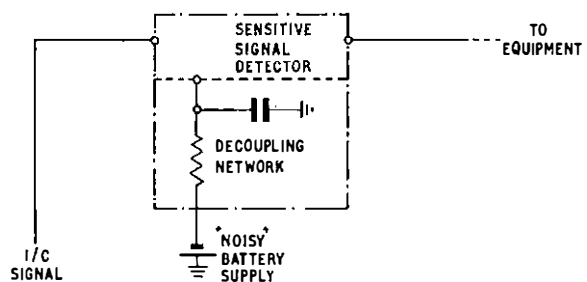 SENSITIVE
SIGNAL
DETECTOR
TO
EQUIPMENT
DECOUPLING
NETWORK
I/C
SIGNAL
"NOISY"
BATTERY
SUPPLY